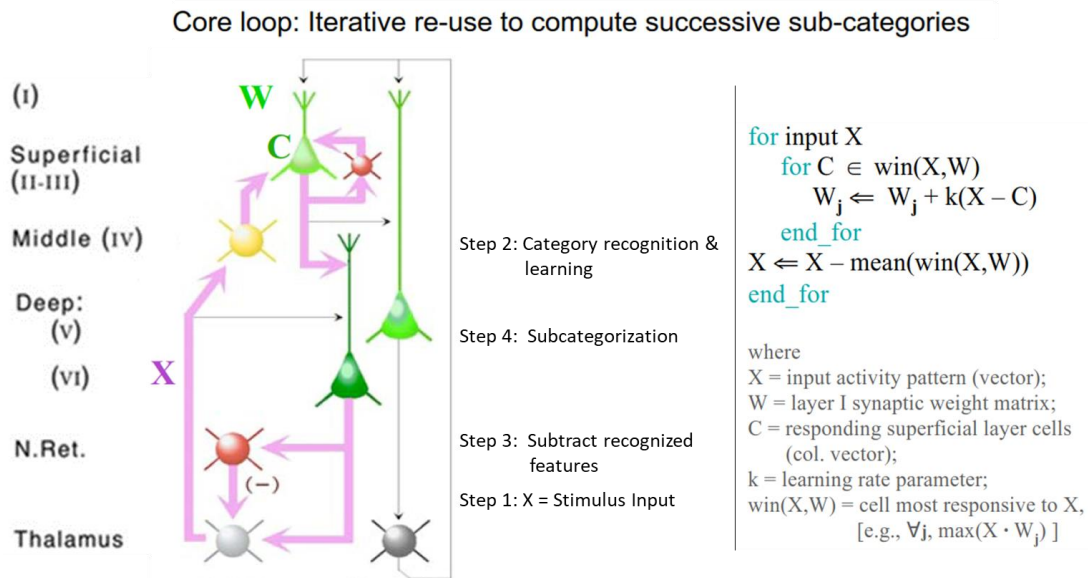 Core loop: Iterative re-use to compute successive sub-categories
(I)
Superficial
(II-III)
Middle (IV)
Deep:
(V)
(VI)
N.Ret.
Thalamus
W
C
X
(-)
Step 2: Category recognition &
learning
Step 4: Subcategorization
Step 3: Subtract recognized
features
Step 1: X = Stimulus Input
for input X
for C ∈ win(X,W)
Wj ⇐ Wj + k(X – C)
end_for
X ⇐ X – mean(win(X,W))
end_for
where
X = input activity pattern (vector);
W = layer I synaptic weight matrix;
C = responding superficial layer cells
(col. vector);
k = learning rate parameter;
win(X,W) = cell most responsive to X,
[e.g., ∀j, max(X · Wj) ]